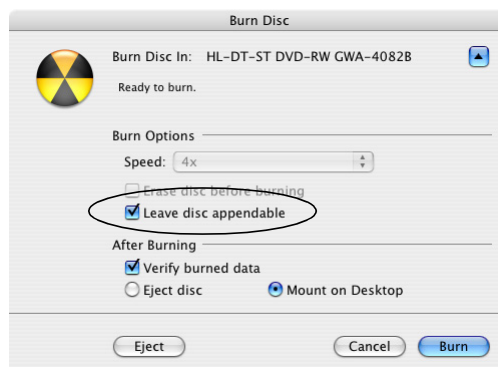 Burn Disc
Burn Disc In: HL-DT-ST DVD-RW GWA-4082B
Ready to burn.
Burn Options
Speed: 4x
Erase disc before burning
Leave disc appendable
After Burning
Verify burned data
Eject disc Mount on Desktop
Eject Cancel Burn